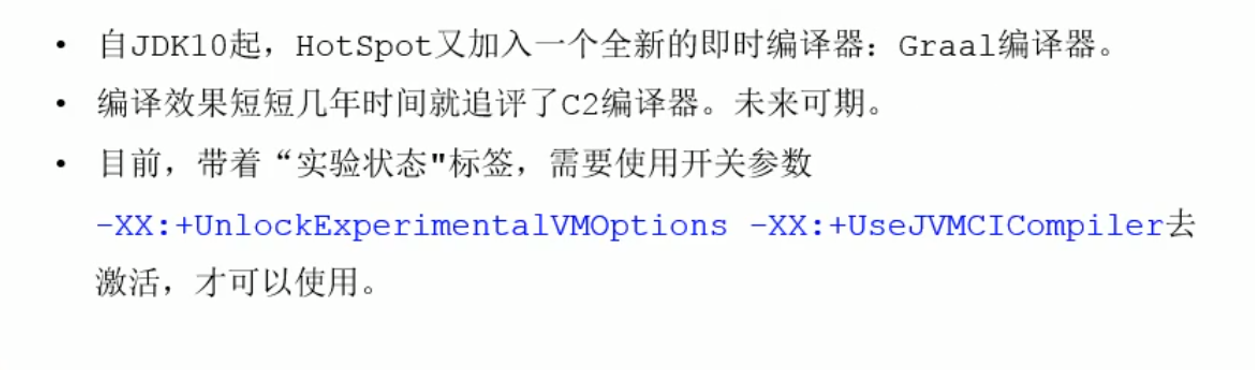 • 自JDK10起，HotSpot又加入一个全新的即时编译器：Graal编译器。
• 编译效果短短几年时间就追评了C2编译器。未来可期。
• 目前，带着“实验状态"标签，需要使用开关参数
-XX:+UnlockExperimentalVMOptions -XX:+UseJVMCICompiler去
激活，才可以使用。